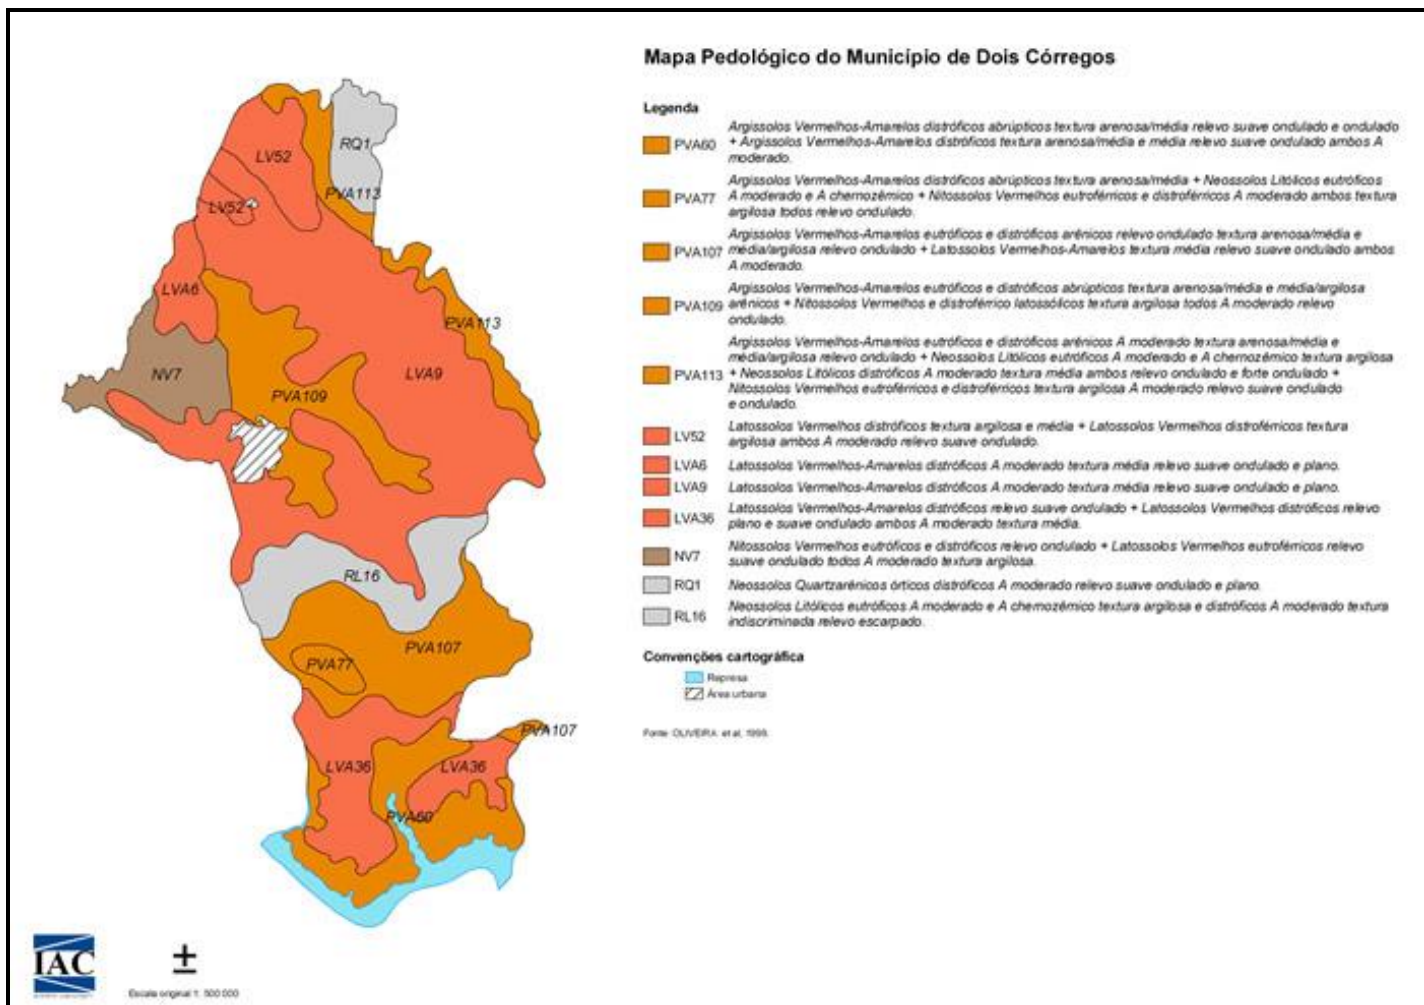 Mapa Pedológico do Município de Dois Córregos
Legenda
Argissolos Vermelhos-Amarelos distróficos abrúpticos textura arenosa/média relevo suave ondulado e ondulado
PVA60 + Argissolos Vermelhos-Amarelos distróficos textura arenosa/média e média relevo suave ondulado ambos A
moderado.
Argissolos Vermelhos-Amarelos distróficos abrúpticos textura arenosa/média + Neossolos Litólicos eutróficos
PVA77 A moderado e A chernozêmico + Nitossolos Vermelhos eutroférricos e distroférricos A moderado ambos textura
argilosa todos relevo ondulado.
Argissolos Vermelhos-Amarelos eutróficos e distróficos arênicos relevo ondulado textura arenosa/média e
PVA107 média/argilosa relevo ondulado + Latossolos Vermelhos-Amarelos textura média relevo suave ondulado ambos
A moderado.
Argissolos Vermelhos-Amarelos eutróficos e distróficos abrúpticos textura arenosa/média e média/argilosa
PVA109 arênicos + Nitossolos Vermelhos e distroférrico latossólicos textura argilosa todos A moderado relevo
ondulado.
Argissolos Vermelhos-Amarelos eutróficos e distróficos arênicos A moderado textura arenosa/média e
média/argilosa relevo ondulado + Neossolos Litólicos eutróficos A moderado e A chernozêmico textura argilosa
PVA113 + Neossolos Litólicos distróficos A moderado textura média ambos relevo ondulado e forte ondulado +
Nitossolos Vermelhos eutroférricos e distroférricos textura argilosa A moderado relevo suave ondulado
e ondulado.
LV52 Latossolos Vermelhos distróficos textura argilosa e média + Latossolos Vermelhos distroférricos textura
argilosa ambos A moderado relevo suave ondulado.
LVA6 Latossolos Vermelhos-Amarelos distróficos A moderado textura média relevo suave ondulado e plano.
LVA9 Latossolos Vermelhos-Amarelos distróficos A moderado textura média relevo suave ondulado e plano.
LVA36 Latossolos Vermelhos-Amarelos distróficos relevo suave ondulado + Latossolos Vermelhos distróficos relevo
plano e suave ondulado ambos A moderado textura média.
NV7 Nitossolos Vermelhos eutróficos e distróficos relevo ondulado + Latossolos Vermelhos eutroférricos relevo
suave ondulado todos A moderado textura argilosa.
RQ1 Neossolos Quartzarênicos órticos distróficos A moderado relevo suave ondulado e plano.
RL16 Neossolos Litólicos eutróficos A moderado e A chernozêmico textura argilosa e distróficos A moderado textura
indiscriminada relevo escarpado.
Convenções cartográfica
Represa
Área urbana
Fonte: OLIVEIRA. et al, 1999.
RQ1
LV52
PVA113
LV52
LVA6
PVA113
NV7
LVA9
PVA109
RL16
PVA107
PVA77
PVA107
LVA36
LVA36
PVA60
IAC
Escala original 1: 500 000